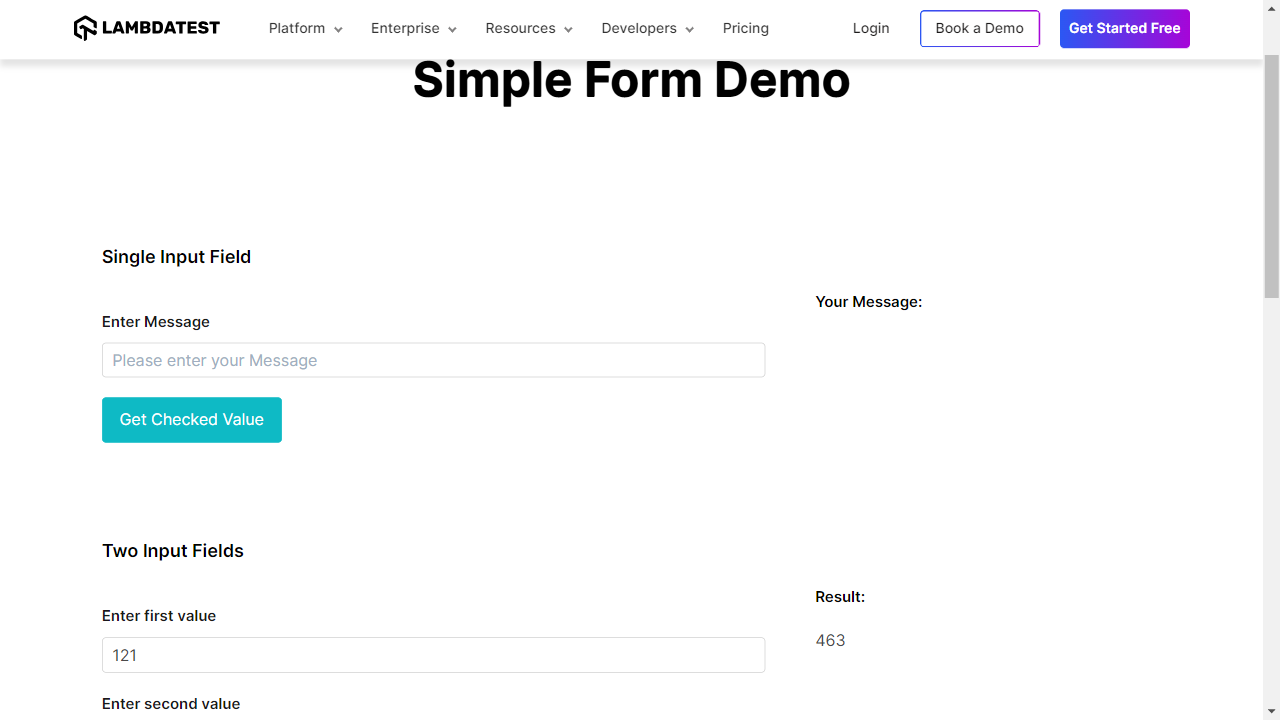 LAMBDATEST Platform Enterprise Resources Developers Pricing Login Book a Demo Get Started Free
Simple Form Demo
Single Input Field
Your Message:
Enter Message
Please enter your Message
Get Checked Value
Two Input Fields
Result:
Enter first value
463
121
Enter second value